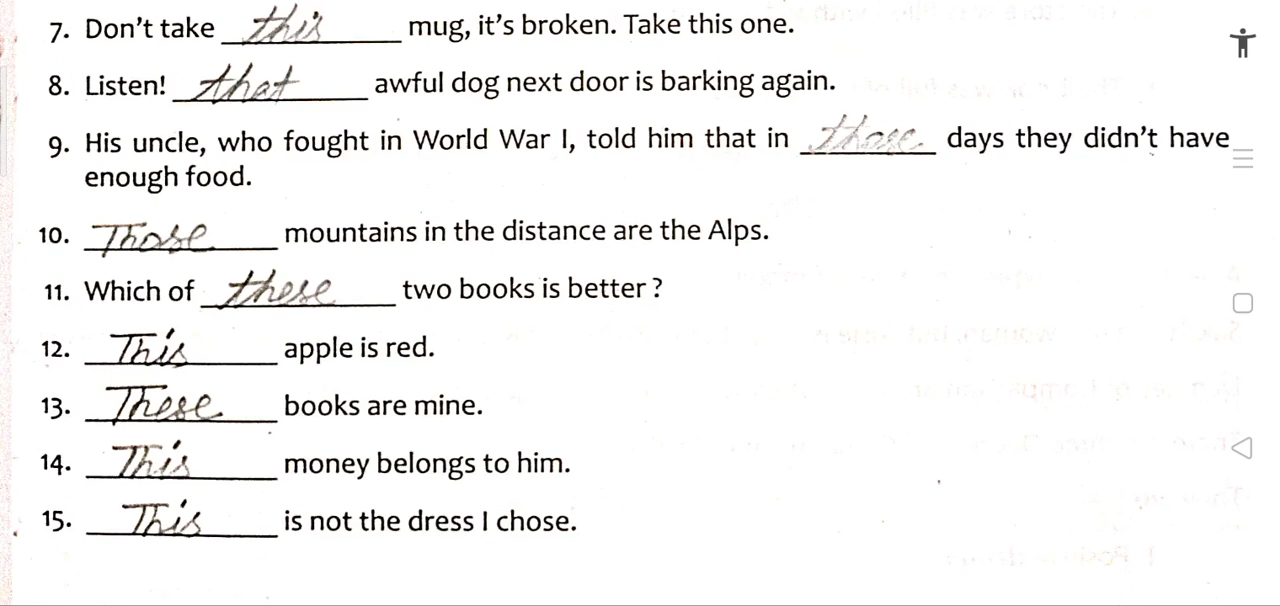 7. Don't take this mug, it's broken. Take this one.
8. Listen! that awful dog next door is barking again.
9. His uncle, who fought in World War I, told him that in those days they didn't have
enough food.
10. Those mountains in the distance are the Alps.
11. Which of these two books is better ?
12. This apple is red.
13. These books are mine.
14. This money belongs to him.
15. This is not the dress I chose.